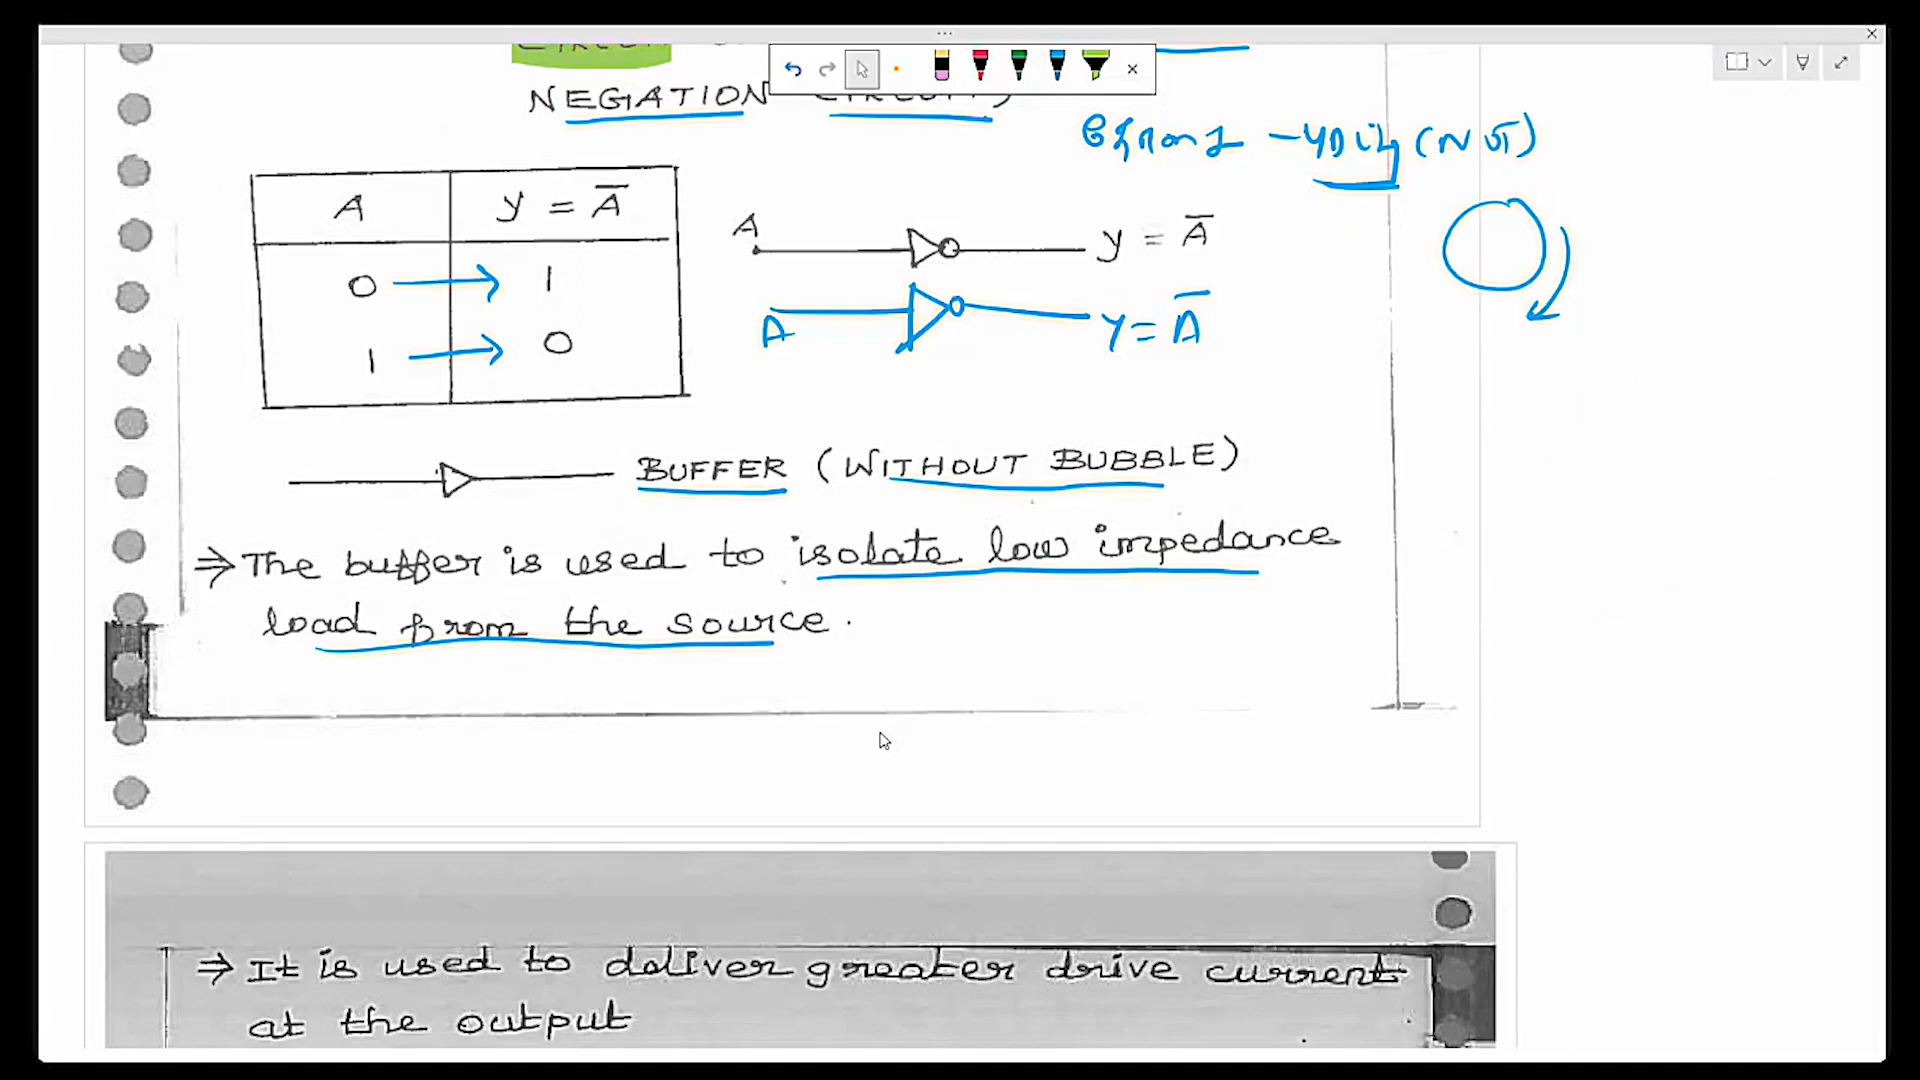 NEGATION CIRCUIT)
(NOT)
A y = A̅
0 1
1 0
A y = A̅
A Y = A̅
BUFFER (WITHOUT BUBBLE)
⇒ The buffer is used to isolate low impedance
load from the source.
⇒ It is used to deliver greater drive current
at the output